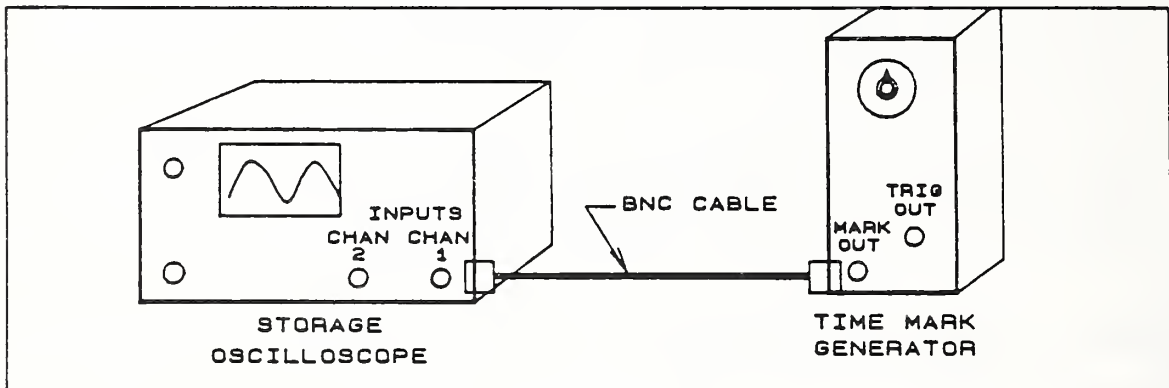 INPUTS
CHAN CHAN
2 1
STORAGE
OSCILLOSCOPE
BNC CABLE
TRIG
OUT
MARK
OUT
TIME MARK
GENERATOR